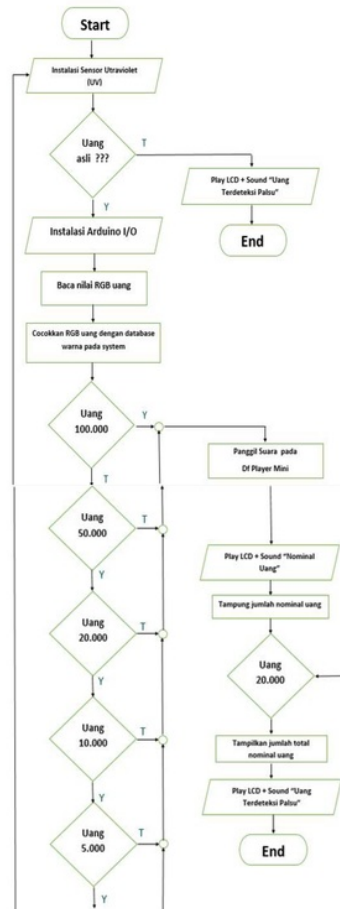 Start
Instalasi Sensor Utraviolet
(UV)
Uang
asli ???
T
Y
Play LCD + Sound "Uang
Terdeteksi Palsu"
End
Instalasi Arduino I/O
Baca nilai RGB uang
Cocokkan RGB uang dengan database
warna pada system
Uang
100.000
Y
T
Panggil Suara pada
Df Player Mini
Uang
50.000
T
Y
Play LCD + Sound "Nominal
Uang"
Tampung jumlah nominal uang
Uang
20.000
T
Y
Uang
20.000
Uang
10.000
T
Y
Tampilkan jumlah total
nominal uang
Play LCD + Sound "Uang
Terdeteksi Palsu"
End
Uang
5.000
T
Y